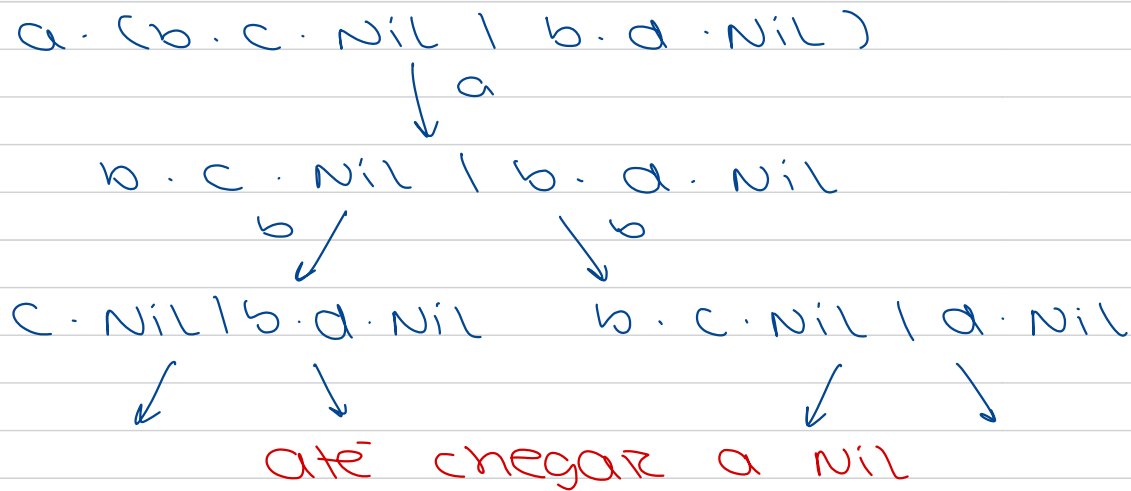 a . (b . c . Nil | b . d . Nil)
a
b . c . Nil | b . d . Nil
b b
c . Nil | b . d . Nil b . c . Nil | d . Nil
até chegar a Nil